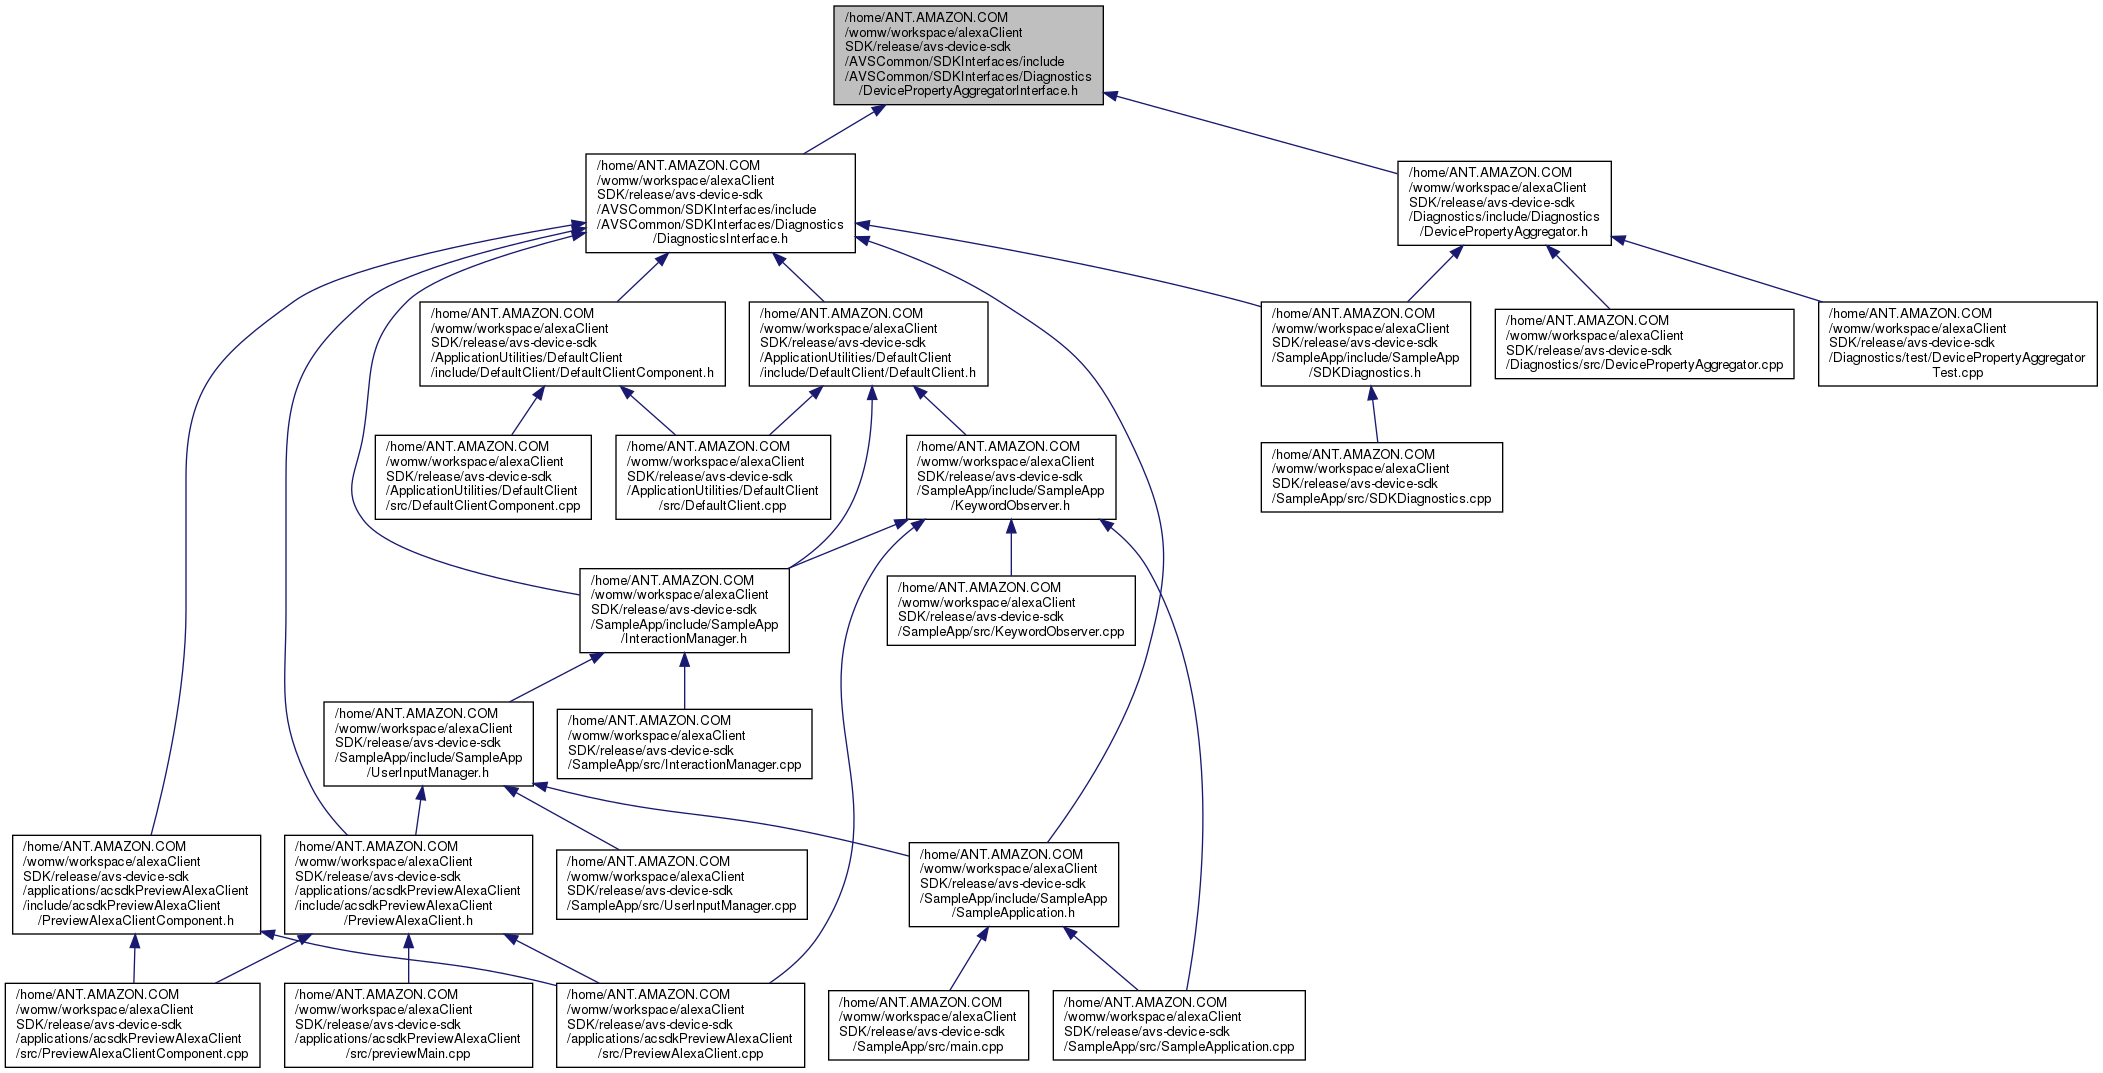 /home/ANT.AMAZON.COM
/womw/workspace/alexaClient
SDK/release/avs-device-sdk
/AVSCommon/SDKInterfaces/include
/AVSCommon/SDKInterfaces/Diagnostics
/DevicePropertyAggregatorInterface.h
/home/ANT.AMAZON.COM
/womw/workspace/alexaClient
SDK/release/avs-device-sdk
/AVSCommon/SDKInterfaces/include
/AVSCommon/SDKInterfaces/Diagnostics
/DiagnosticsInterface.h
/home/ANT.AMAZON.COM
/womw/workspace/alexaClient
SDK/release/avs-device-sdk
/Diagnostics/include/Diagnostics
/DevicePropertyAggregator.h
/home/ANT.AMAZON.COM
/womw/workspace/alexaClient
SDK/release/avs-device-sdk
/ApplicationUtilities/DefaultClient
/include/DefaultClient/DefaultClientComponent.h
/home/ANT.AMAZON.COM
/womw/workspace/alexaClient
SDK/release/avs-device-sdk
/ApplicationUtilities/DefaultClient
/include/DefaultClient/DefaultClient.h
/home/ANT.AMAZON.COM
/womw/workspace/alexaClient
SDK/release/avs-device-sdk
/SampleApp/include/SampleApp
/SDKDiagnostics.h
/home/ANT.AMAZON.COM
/womw/workspace/alexaClient
SDK/release/avs-device-sdk
/Diagnostics/src/DevicePropertyAggregator.cpp
/home/ANT.AMAZON.COM
/womw/workspace/alexaClient
SDK/release/avs-device-sdk
/Diagnostics/test/DevicePropertyAggregator
Test.cpp
/home/ANT.AMAZON.COM
/womw/workspace/alexaClient
SDK/release/avs-device-sdk
/ApplicationUtilities/DefaultClient
/src/DefaultClientComponent.cpp
/home/ANT.AMAZON.COM
/womw/workspace/alexaClient
SDK/release/avs-device-sdk
/ApplicationUtilities/DefaultClient
/src/DefaultClient.cpp
/home/ANT.AMAZON.COM
/womw/workspace/alexaClient
SDK/release/avs-device-sdk
/SampleApp/include/SampleApp
/KeywordObserver.h
/home/ANT.AMAZON.COM
/womw/workspace/alexaClient
SDK/release/avs-device-sdk
/SampleApp/src/SDKDiagnostics.cpp
/home/ANT.AMAZON.COM
/womw/workspace/alexaClient
SDK/release/avs-device-sdk
/SampleApp/include/SampleApp
/InteractionManager.h
/home/ANT.AMAZON.COM
/womw/workspace/alexaClient
SDK/release/avs-device-sdk
/SampleApp/src/KeywordObserver.cpp
/home/ANT.AMAZON.COM
/womw/workspace/alexaClient
SDK/release/avs-device-sdk
/SampleApp/include/SampleApp
/UserInputManager.h
/home/ANT.AMAZON.COM
/womw/workspace/alexaClient
SDK/release/avs-device-sdk
/SampleApp/src/InteractionManager.cpp
/home/ANT.AMAZON.COM
/womw/workspace/alexaClient
SDK/release/avs-device-sdk
/applications/acsdkPreviewAlexaClient
/include/acsdkPreviewAlexaClient
/PreviewAlexaClientComponent.h
/home/ANT.AMAZON.COM
/womw/workspace/alexaClient
SDK/release/avs-device-sdk
/applications/acsdkPreviewAlexaClient
/include/acsdkPreviewAlexaClient
/PreviewAlexaClient.h
/home/ANT.AMAZON.COM
/womw/workspace/alexaClient
SDK/release/avs-device-sdk
/SampleApp/src/UserInputManager.cpp
/home/ANT.AMAZON.COM
/womw/workspace/alexaClient
SDK/release/avs-device-sdk
/SampleApp/include/SampleApp
/SampleApplication.h
/home/ANT.AMAZON.COM
/womw/workspace/alexaClient
SDK/release/avs-device-sdk
/applications/acsdkPreviewAlexaClient
/src/PreviewAlexaClientComponent.cpp
/home/ANT.AMAZON.COM
/womw/workspace/alexaClient
SDK/release/avs-device-sdk
/applications/acsdkPreviewAlexaClient
/src/previewMain.cpp
/home/ANT.AMAZON.COM
/womw/workspace/alexaClient
SDK/release/avs-device-sdk
/applications/acsdkPreviewAlexaClient
/src/PreviewAlexaClient.cpp
/home/ANT.AMAZON.COM
/womw/workspace/alexaClient
SDK/release/avs-device-sdk
/SampleApp/src/main.cpp
/home/ANT.AMAZON.COM
/womw/workspace/alexaClient
SDK/release/avs-device-sdk
/SampleApp/src/SampleApplication.cpp